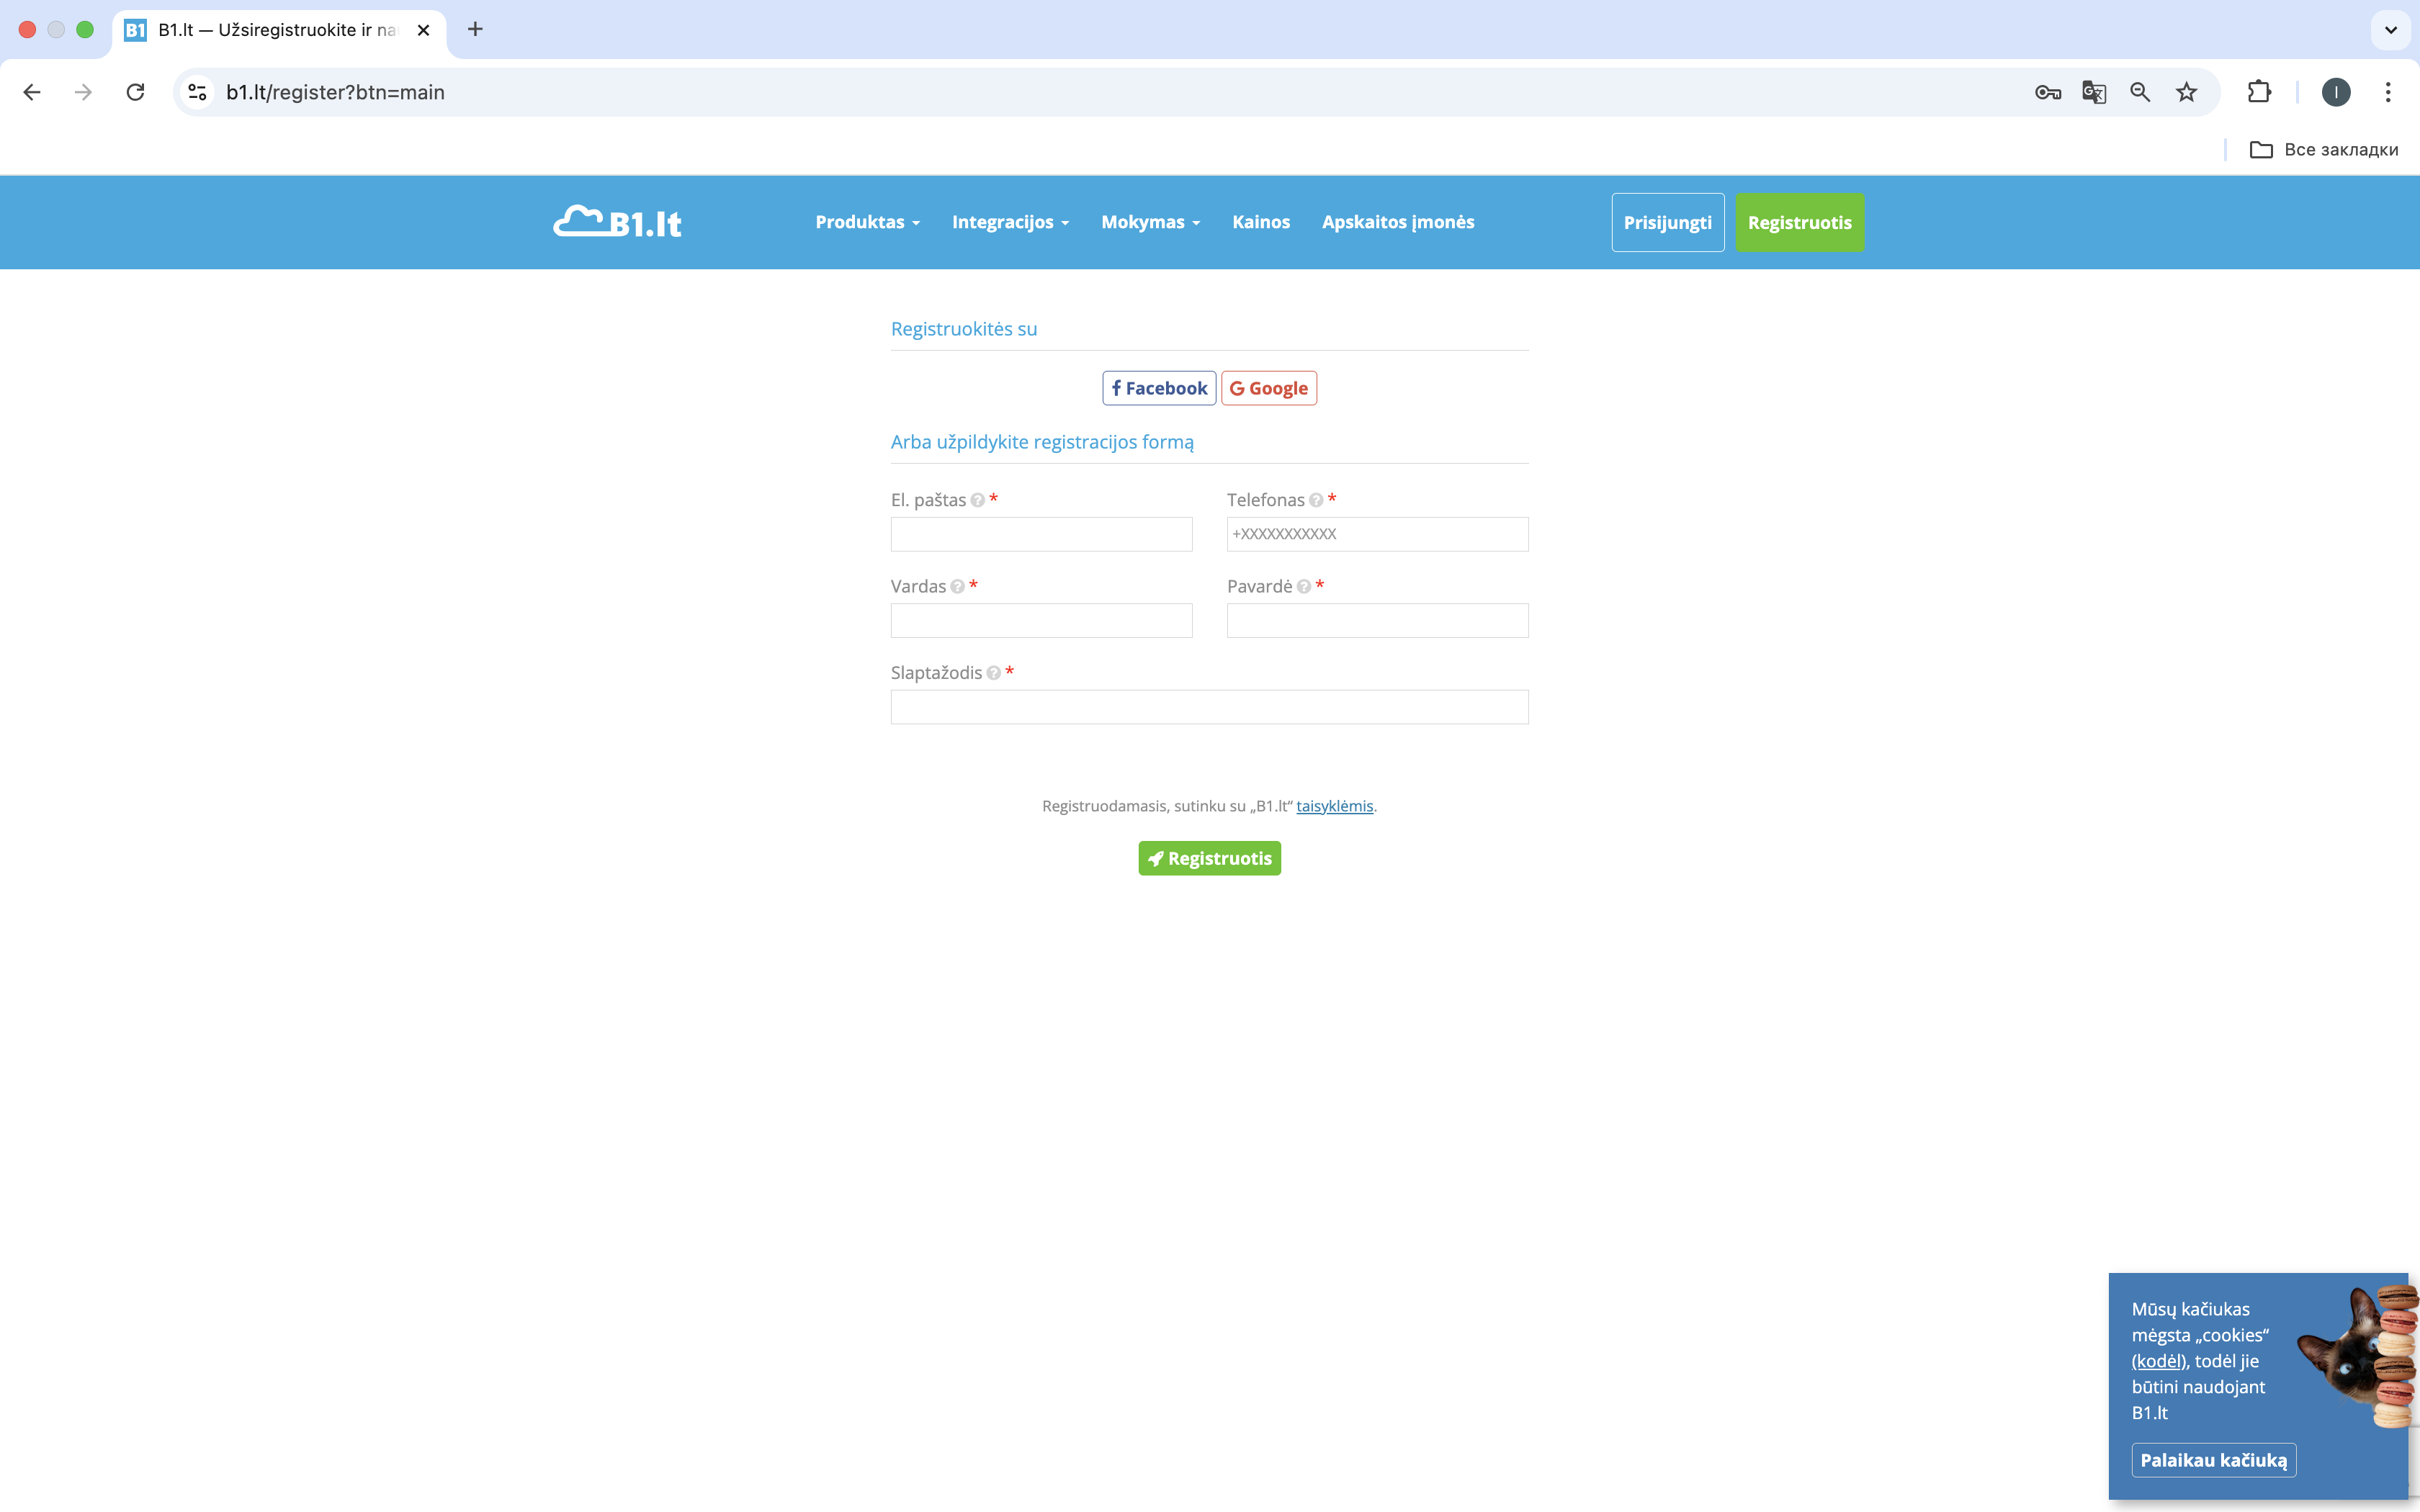 B1 B1.lt — Užsiregistruokite ir na
b1.lt/register?btn=main
I
Все закладки
B1.lt Produktas Integracijos Mokymas Kainos Apskaitos įmonės Prisijungti Registruotis
Registruokitės su
Facebook Google
Arba užpildykite registracijos formą
El. paštas ? * Telefonas ? *
+XXXXXXXXXXX
Vardas ? * Pavardė ? *
Slaptažodis ? *
Registruodamasis, sutinku su „B1.lt“ taisyklėmis.
Registruotis
Mūsų kačiukas
mėgsta „cookies“
(kodėl), todėl jie
būtini naudojant
B1.lt
Palaikau kačiuką